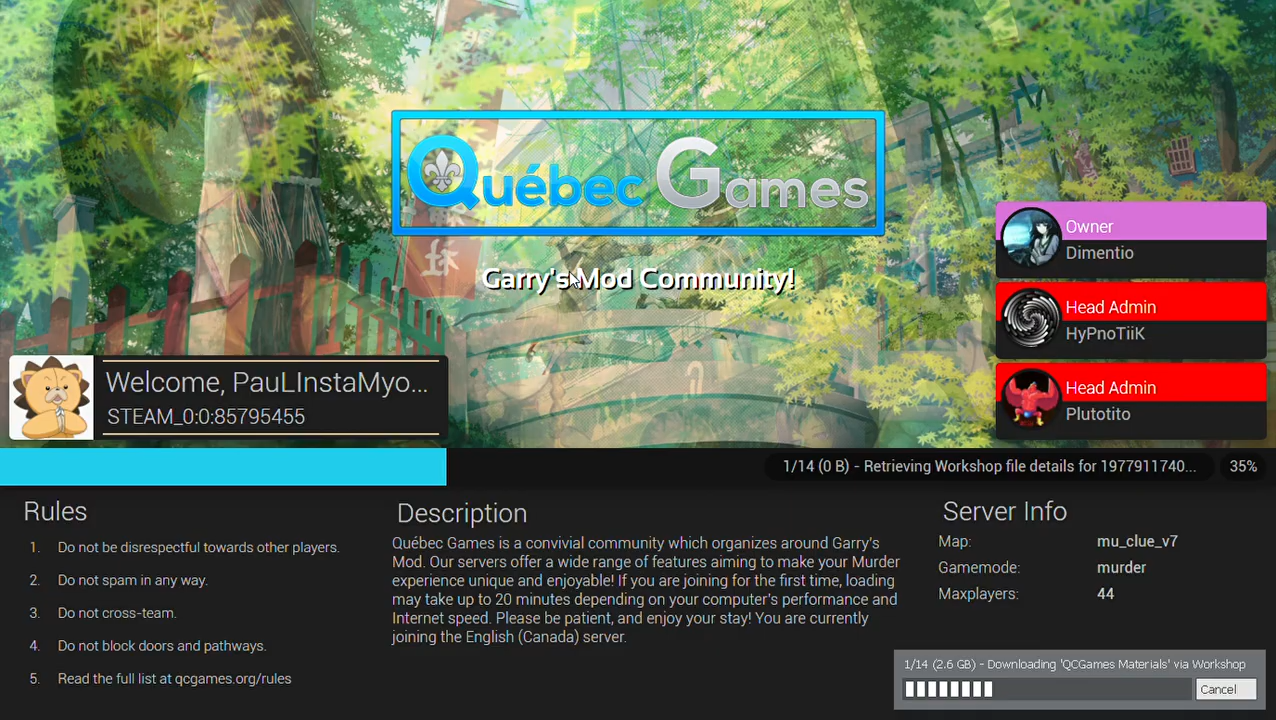 Québec Games
Garry's Mod Community!
Owner
Dimentio
Head Admin
HyPnoTiiK
Head Admin
Plutotito
Welcome, PauLInstaMyo...
STEAM_0:0:85795455
1/14 (0 B) - Retrieving Workshop file details for 1977911740...
35%
Rules
1. Do not be disrespectful towards other players.
2. Do not spam in any way.
3. Do not cross-team.
4. Do not block doors and pathways.
5. Read the full list at qcgames.org/rules
Description
Québec Games is a convivial community which organizes around Garry's
Mod. Our servers offer a wide range of features aiming to make your Murder
experience unique and enjoyable! If you are joining for the first time, loading
may take up to 20 minutes depending on your computer's performance and
Internet speed. Please be patient, and enjoy your stay! You are currently
joining the English (Canada) server.
Server Info
Map: mu_clue_v7
Gamemode: murder
Maxplayers: 44
1/14 (2.6 GB) - Downloading 'QCGames Materials' via Workshop
Cancel